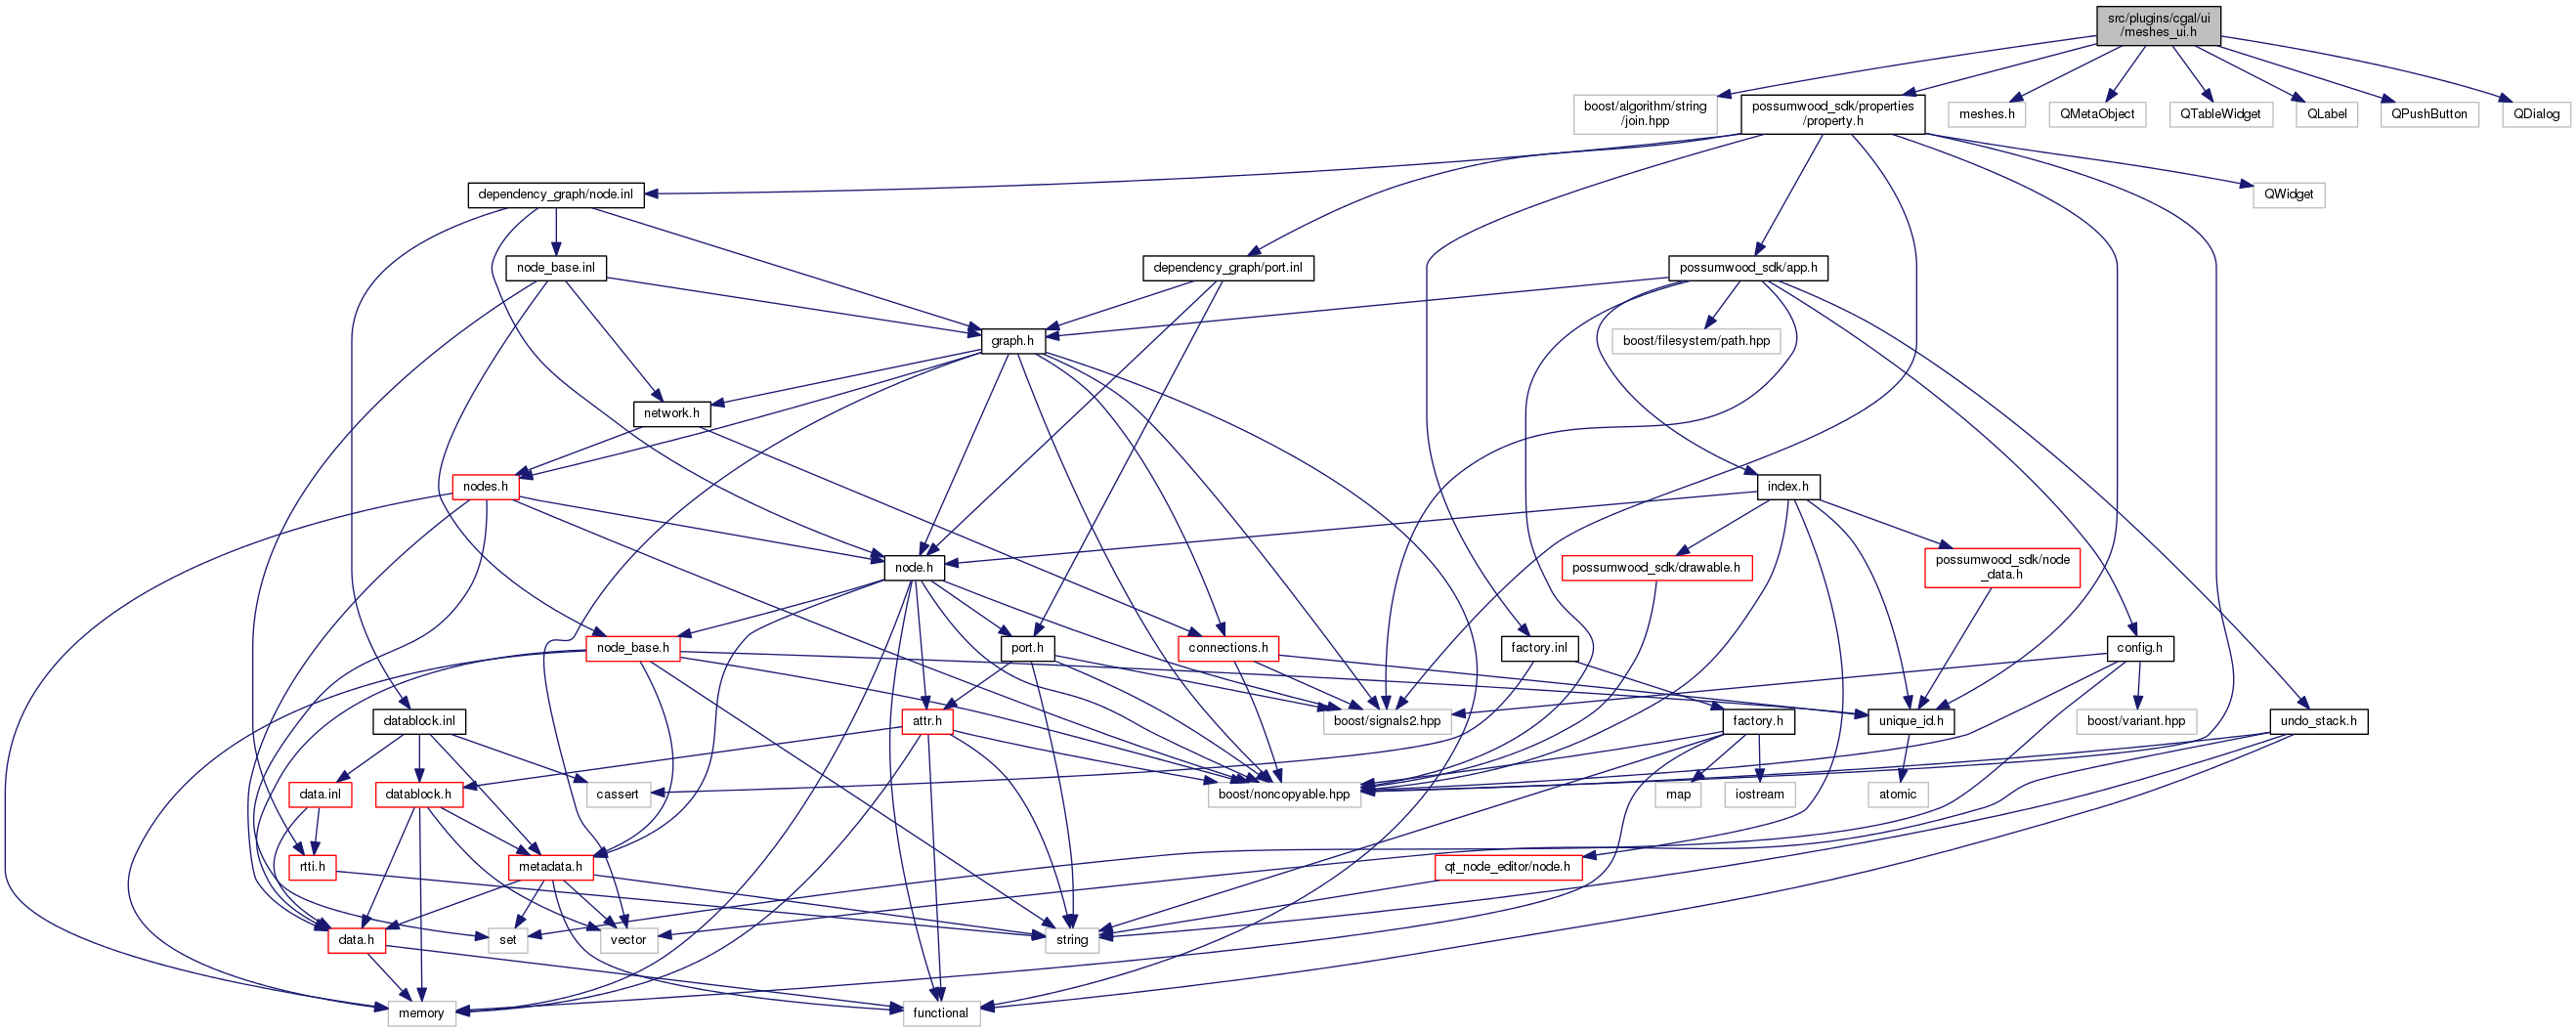 src/plugins/cgal/ui
/meshes_ui.h
boost/algorithm/string
/join.hpp
possumwood_sdk/properties
/property.h
meshes.h
QMetaObject
QTableWidget
QLabel
QPushButton
QDialog
dependency_graph/node.inl
QWidget
node_base.inl
dependency_graph/port.inl
possumwood_sdk/app.h
graph.h
boost/filesystem/path.hpp
network.h
nodes.h
index.h
node.h
possumwood_sdk/drawable.h
possumwood_sdk/node
_data.h
node_base.h
port.h
connections.h
factory.inl
config.h
datablock.inl
attr.h
boost/signals2.hpp
factory.h
unique_id.h
boost/variant.hpp
undo_stack.h
data.inl
datablock.h
cassert
boost/noncopyable.hpp
map
iostream
atomic
rtti.h
metadata.h
qt_node_editor/node.h
data.h
set
vector
string
memory
functional